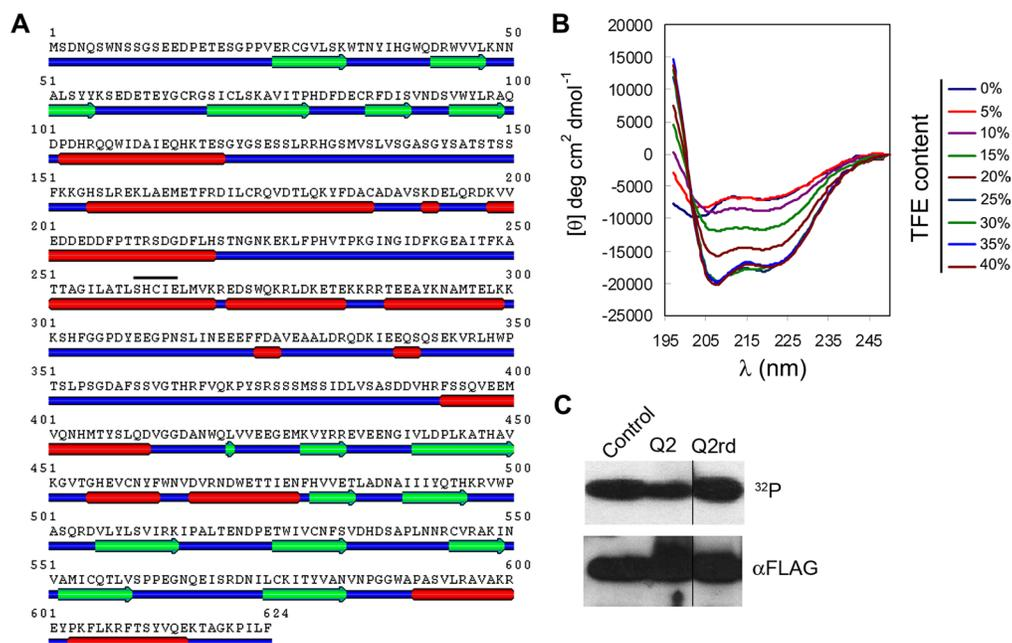 A
1 50
MSDNQSWNSSGSEEDPETESGPPVERCGVLSKWTNYIHGWQDRWVVLKNN
51 100
ALSYYKSEDETEYGCRGSICLSKAVITPHDFDECRFDISVNDSVWYLRAQ
101 150
DPDHRQQWIDAIEQHKTESGYGSESSLRRHGSMVSLVSGASGYSATSTSS
151 200
FKKGHSLREKLAEMETFRDILCRQVDTLQKYFDACADAVSKDELQRDKVV
201 250
EDDEDDFPTTRSDGDFLHSTNGNKEKLFPHVTPKGINGIDFKGEAITFKA
251 300
TTAGILATLSHCIELMVKREDSWQKRLDKETEKKRRTEEAYKNAMTELKK
301 350
KSHFGGPDYEEGPNSLINEEEFFDAVEAALDRQDKIEEQSQSEKVRLHWP
351 400
TSLPSGDAFSSVGTHRFVQKPYSRSSSMSSIDLVSASDDVHRFSSQVEEM
401 450
VQNHMTYSLQDVGGDANWQLVVEEGEMKVYRREVEENGIVLDPLKATHAV
451 500
KGVTGHEVCNYFWNVDVRNDWETTIENFHVVETLADNAIIIYQTHKRVWP
501 550
ASQRDVLYLSVIRKIPALTENDPETWIVCNFSVDHDSAPLNNRCVRAKIN
551 600
VAMICQTLVSPPEGNQEISRDNILCKITYVANVNPGGWAPASVLRAVAKR
601 624
EYPKFLKRFTSYVQEKTAGKPILF
B
20000
15000
10000
5000
0
-5000
-10000
-15000
-20000
-25000
[θ] deg cm² dmol⁻¹
195 205 215 225 235 245
λ (nm)
TFE content
0%
5%
10%
15%
20%
25%
30%
35%
40%
C
Control Q2 Q2rd
³²P
αFLAG